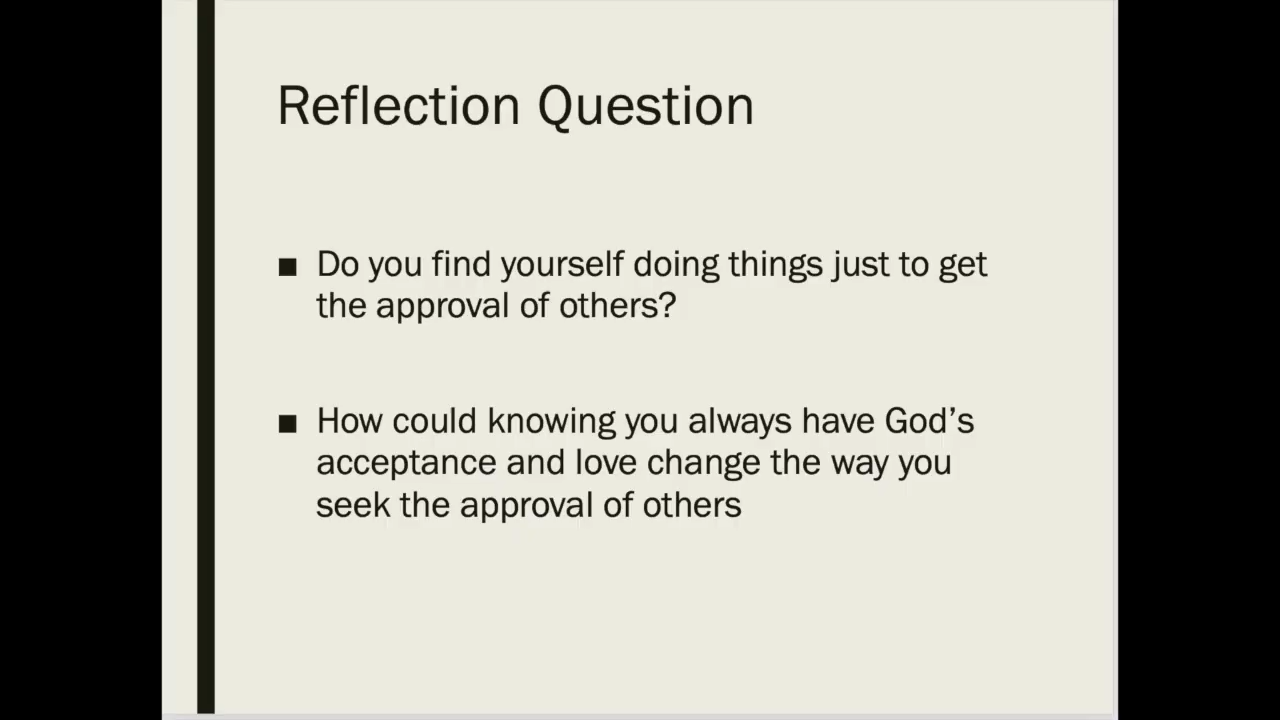 Reflection Question
■ Do you find yourself doing things just to get
the approval of others?
■ How could knowing you always have God’s
acceptance and love change the way you
seek the approval of others